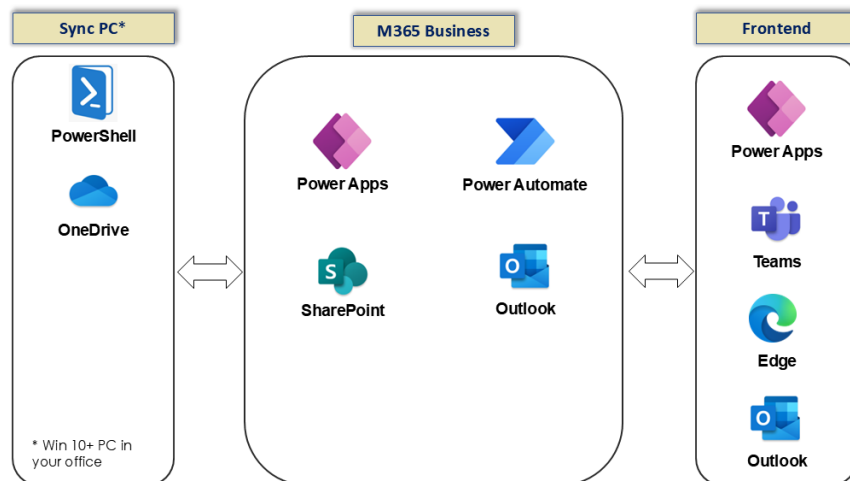 Sync PC*
PowerShell
OneDrive
* Win 10+ PC in
your office
M365 Business
Power Apps
Power Automate
S
SharePoint
O
Outlook
Frontend
Power Apps
T
Teams
Edge
O
Outlook